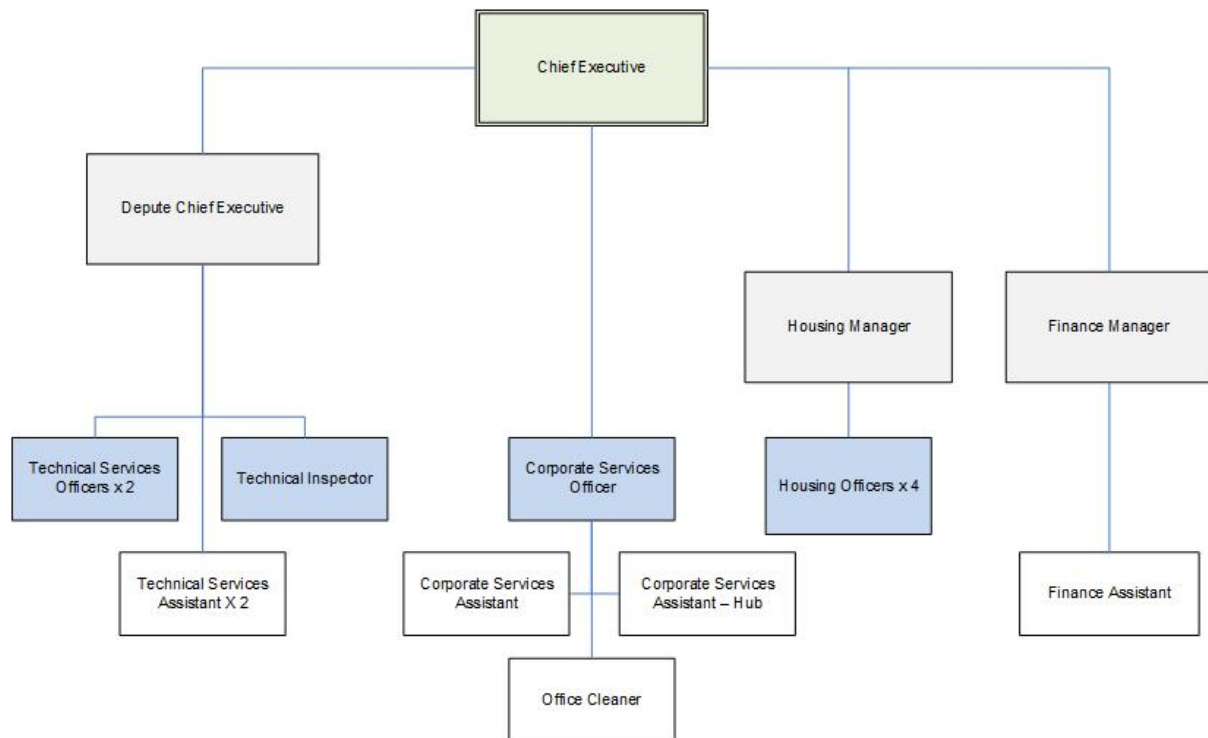 Chief Executive
Depute Chief Executive
Housing Manager
Finance Manager
Technical Services
Officers x 2
Technical Inspector
Corporate Services
Officer
Housing Officers x 4
Technical Services
Assistant X 2
Corporate Services
Assistant
Corporate Services
Assistant – Hub
Finance Assistant
Office Cleaner